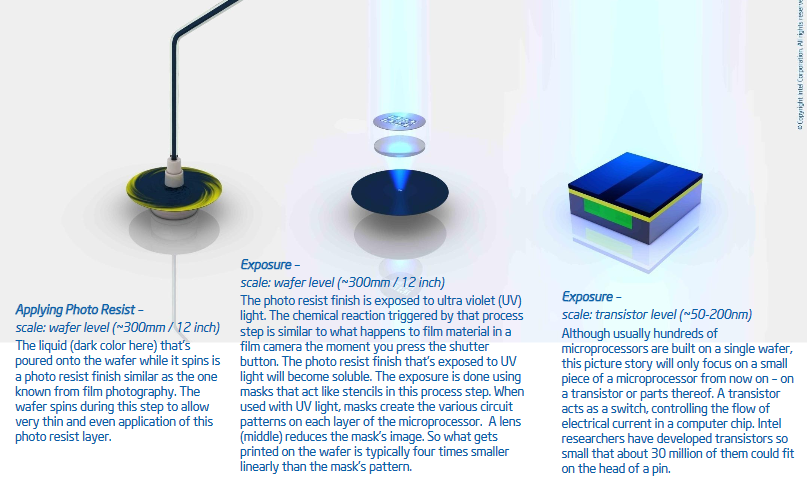 Applying Photo Resist –
scale: wafer level (~300mm / 12 inch)
The liquid (dark color here) that's
poured onto the wafer while it spins is
a photo resist finish similar as the one
known from film photography. The
wafer spins during this step to allow
very thin and even application of this
photo resist layer.
Exposure –
scale: wafer level (~300mm / 12 inch)
The photo resist finish is exposed to ultra violet (UV)
light. The chemical reaction triggered by that process
step is similar to what happens to film material in a
film camera the moment you press the shutter
button. The photo resist finish that's exposed to UV
light will become soluble. The exposure is done using
masks that act like stencils in this process step. When
used with UV light, masks create the various circuit
patterns on each layer of the microprocessor. A lens
(middle) reduces the mask's image. So what gets
printed on the wafer is typically four times smaller
linearly than the mask's pattern.
Exposure –
scale: transistor level (~50-200nm)
Although usually hundreds of
microprocessors are built on a single wafer,
this picture story will only focus on a small
piece of a microprocessor from now on – on
a transistor or parts thereof. A transistor
acts as a switch, controlling the flow of
electrical current in a computer chip. Intel
researchers have developed transistors so
small that about 30 million of them could fit
on the head of a pin.
© Copyright Intel Corporation. All rights